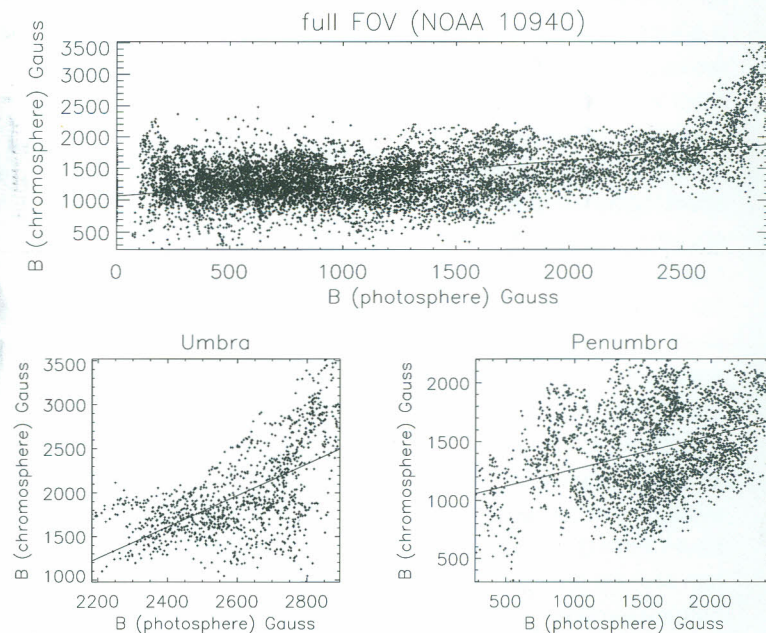 full FOV (NOAA 10940)
B (chromosphere) Gauss
3500
3000
2500
2000
1500
1000
500
0 500 1000 1500 2000 2500
B (photosphere) Gauss
Umbra
B (chromosphere) Gauss
3500
3000
2500
2000
1500
1000
2200 2400 2600 2800
B (photosphere) Gauss
Penumbra
B (chromosphere) Gauss
2000
1500
1000
500
500 1000 1500 2000
B (photosphere) Gauss